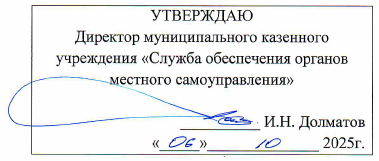 УТВЕРЖДАЮ
Директор муниципального казенного
учреждения «Служба обеспечения органов
местного самоуправления»
И.Н. Долматов
«06» 10 2025г.